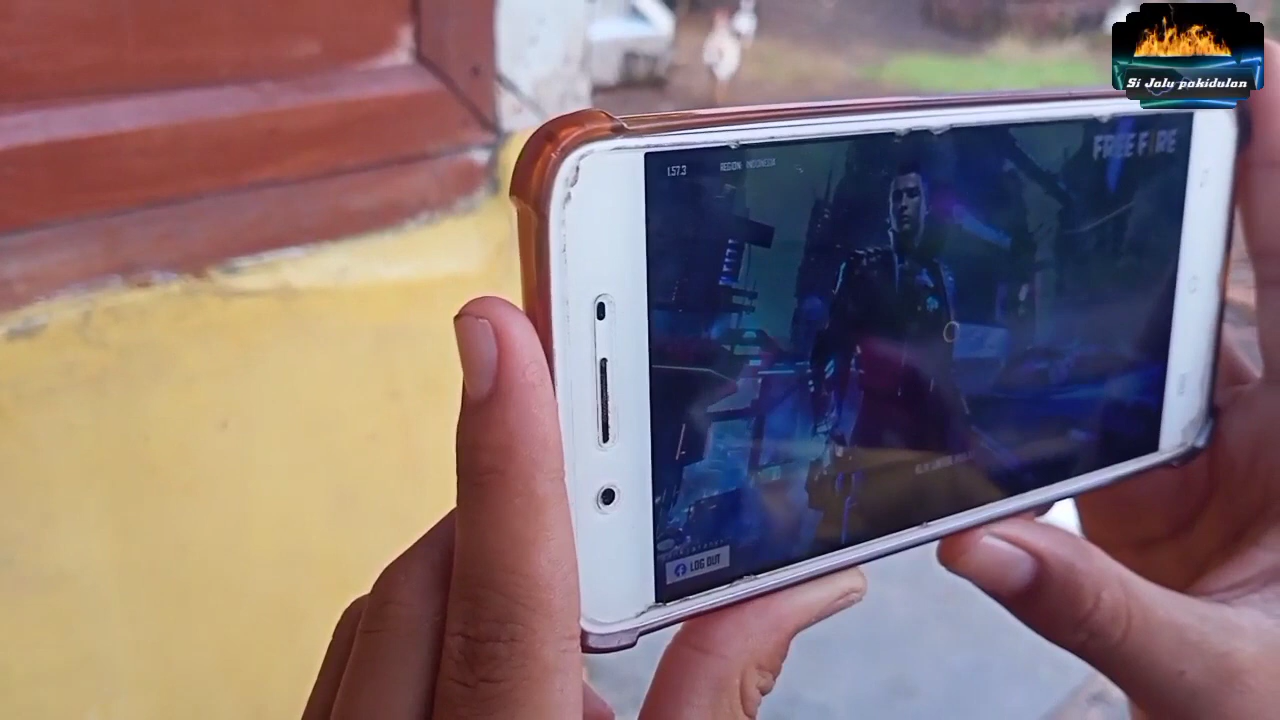 Si Jalu pakidulan
FREE FIRE
1.57.3
REGION: INDONESIA
LOG OUT